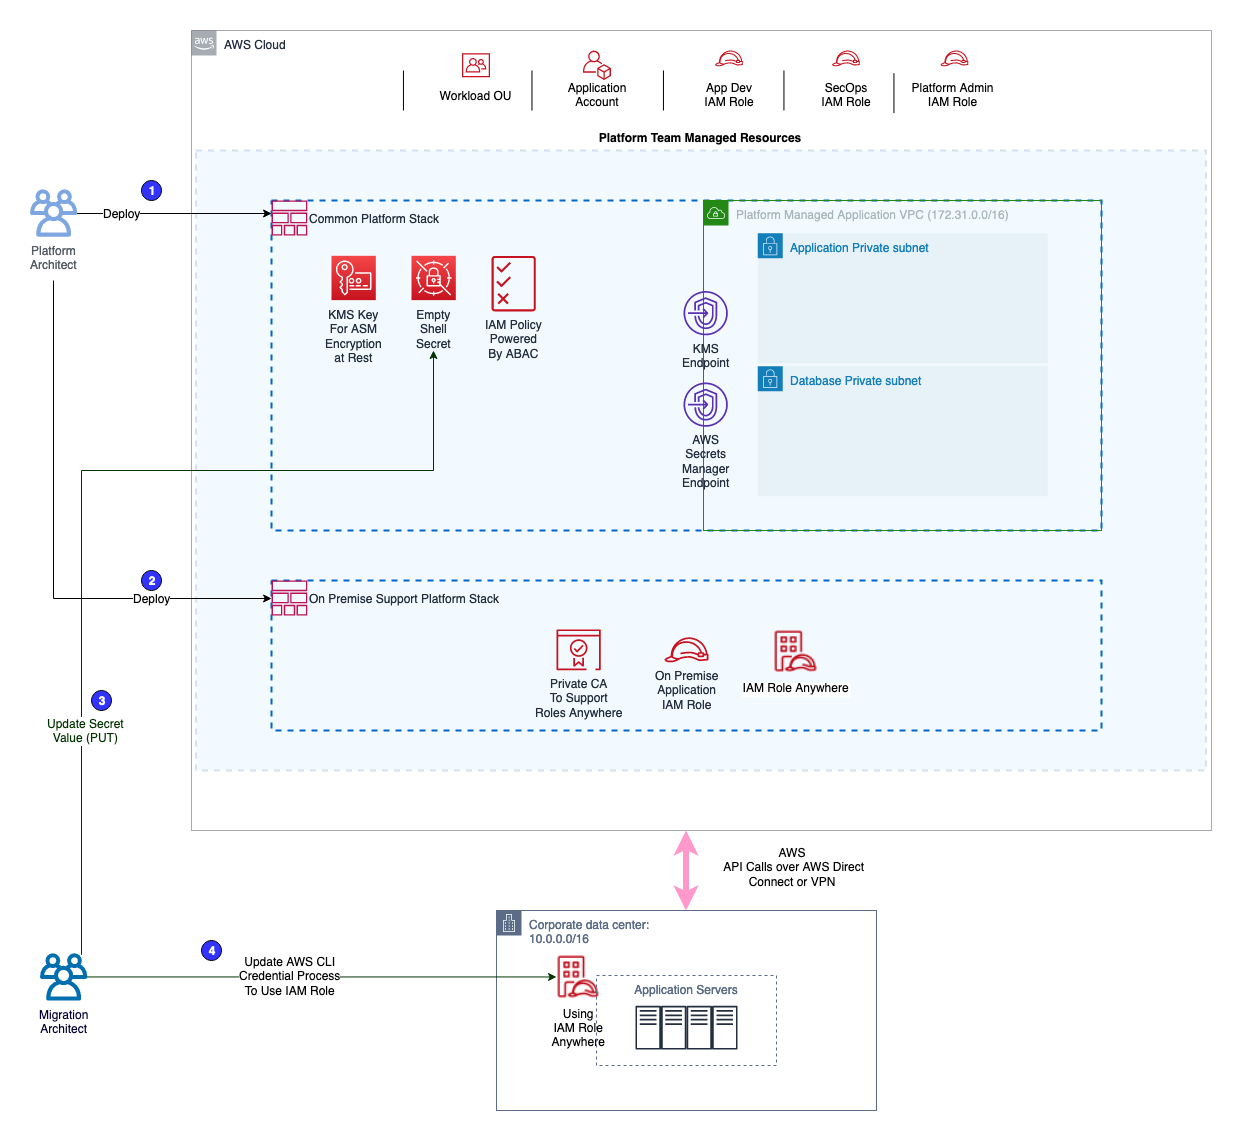 aws
AWS Cloud
Workload OU
Application
Account
App Dev
IAM Role
SecOps
IAM Role
Platform Admin
IAM Role
Platform Team Managed Resources
1
Deploy
Platform
Architect
Common Platform Stack
KMS Key
For ASM
Encryption
at Rest
Empty
Shell
Secret
IAM Policy
Powered
By ABAC
Platform Managed Application VPC (172.31.0.0/16)
Application Private subnet
KMS
Endpoint
Database Private subnet
AWS
Secrets
Manager
Endpoint
2
Deploy
On Premise Support Platform Stack
Private CA
To Support
Roles Anywhere
On Premise
Application
IAM Role
IAM Role Anywhere
3
Update Secret
Value (PUT)
AWS
API Calls over AWS Direct
Connect or VPN
Corporate data center:
10.0.0.0/16
4
Update AWS CLI
Credential Process
To Use IAM Role
Migration
Architect
Using
IAM Role
Anywhere
Application Servers